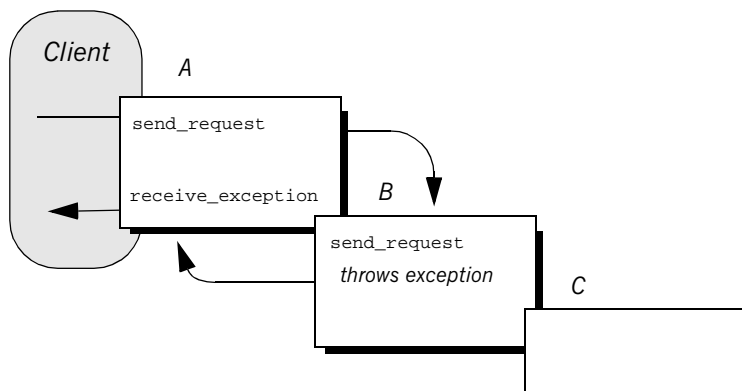 Client
A
send_request
receive_exception
B
send_request
throws exception
C